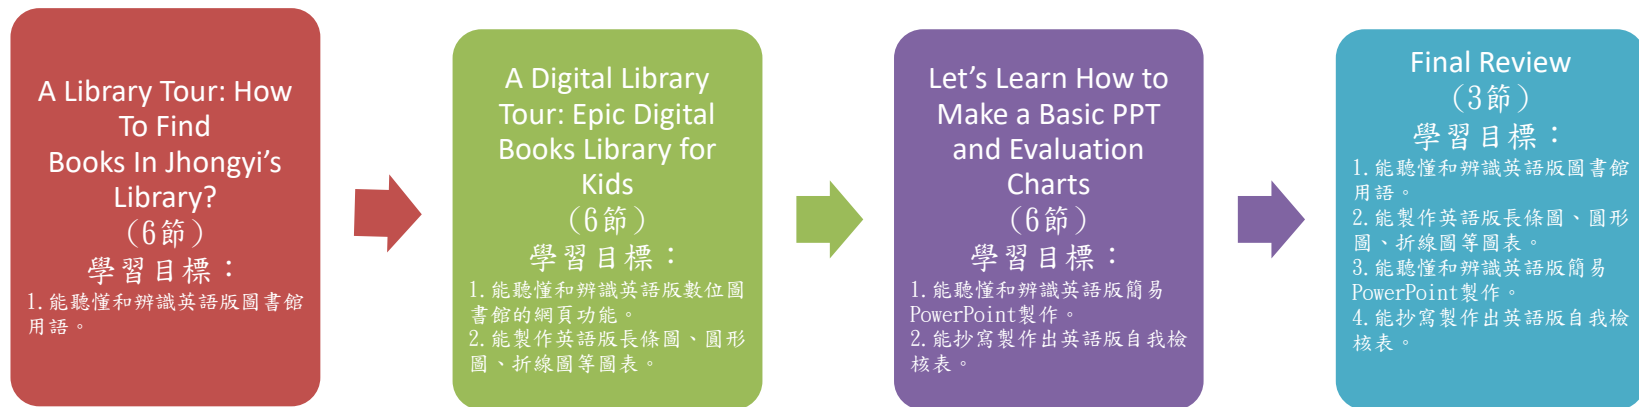 A Library Tour: How
To Find
Books In Jhongyi’s
Library?
（6節）
學習目標：
1.能聽懂和辨識英語版圖書館
用語。
A Digital Library
Tour: Epic Digital
Books Library for
Kids
（6節）
學習目標：
1.能聽懂和辨識英語版數位圖
書館的網頁功能。
2.能製作英語版長條圖、圓形
圖、折線圖等圖表。
Let’s Learn How to
Make a Basic PPT
and Evaluation
Charts
（6節）
學習目標：
1.能聽懂和辨識英語版簡易
PowerPoint製作。
2.能抄寫製作出英語版自我檢
核表。
Final Review
（3節）
學習目標：
1.能聽懂和辨識英語版圖書館
用語。
2.能製作英語版長條圖、圓形
圖、折線圖等圖表。
3.能聽懂和辨識英語版簡易
PowerPoint製作。
4.能抄寫製作出英語版自我檢
核表。